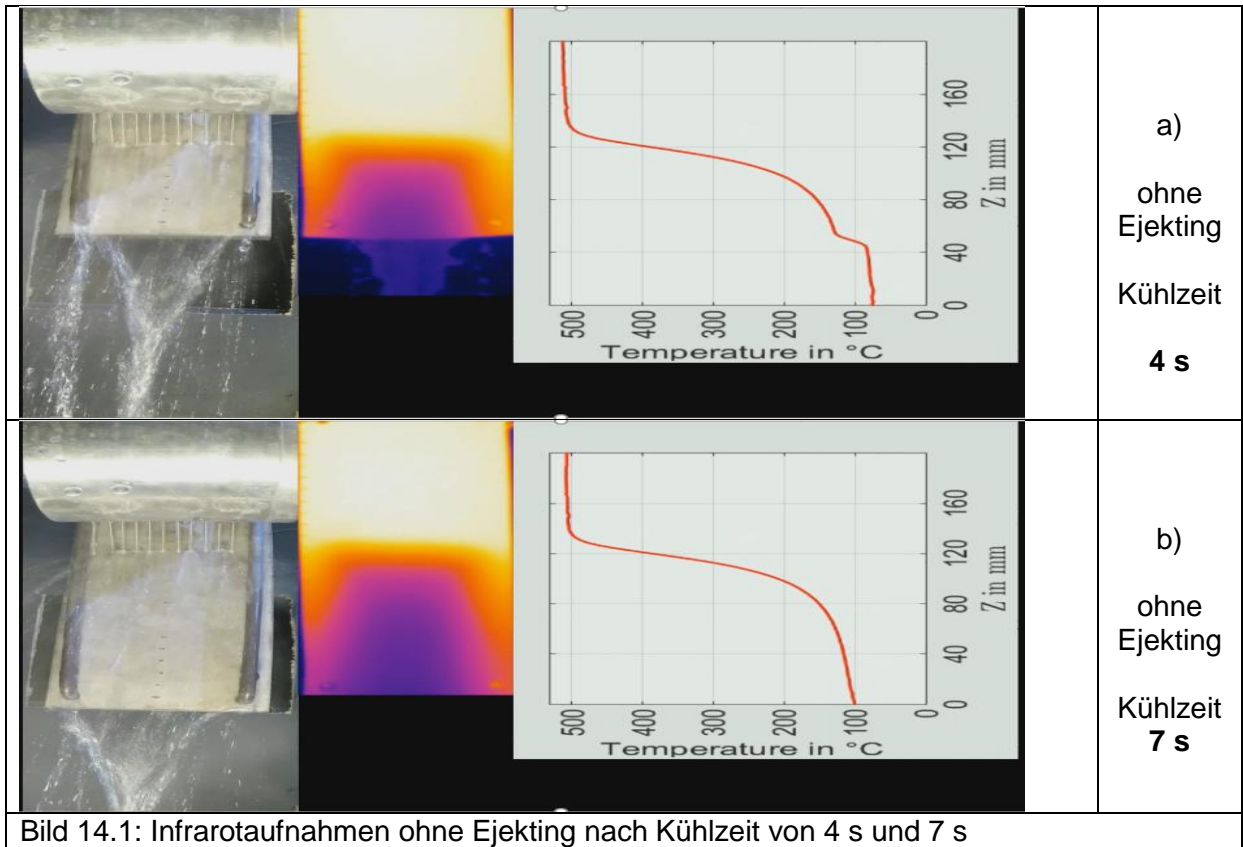 160
120
80
40
0
Z in mm
500
400
300
200
100
0
Temperature in °C
a)
ohne
Ejekting
Kühlzeit
4 s
160
120
80
40
0
Z in mm
500
400
300
200
100
0
Temperature in °C
b)
ohne
Ejekting
Kühlzeit
7 s
Bild 14.1: Infrarotaufnahmen ohne Ejekting nach Kühlzeit von 4 s und 7 s